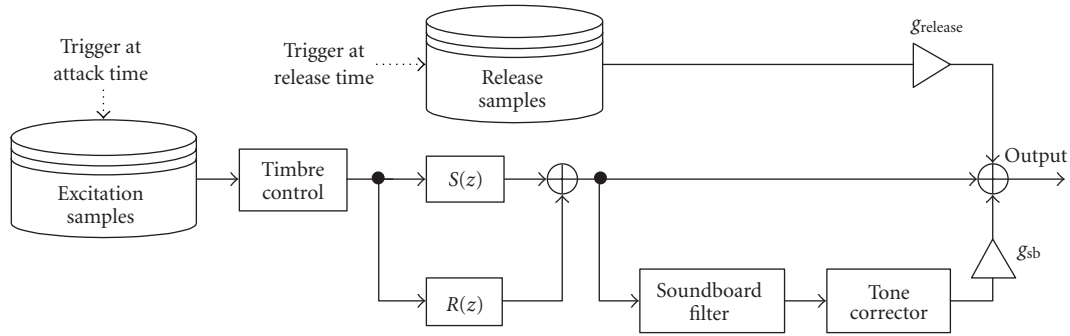 g_release
Trigger at
attack time
Trigger at
release time
Release
samples
Excitation
samples
Timbre
control
S(z)
Output
R(z)
Soundboard
filter
Tone
corrector
g_sb